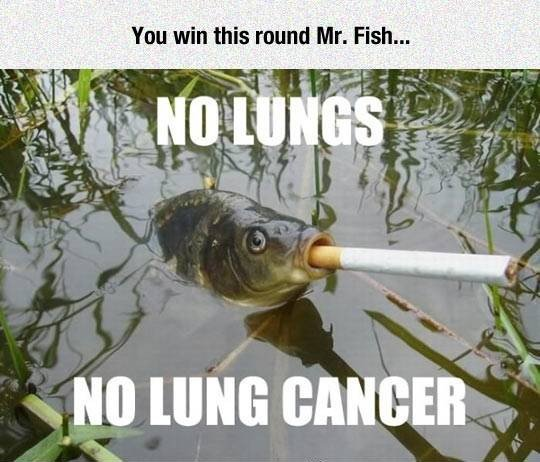 You win this round Mr. Fish...
NO LUNGS
NO LUNG CANCER